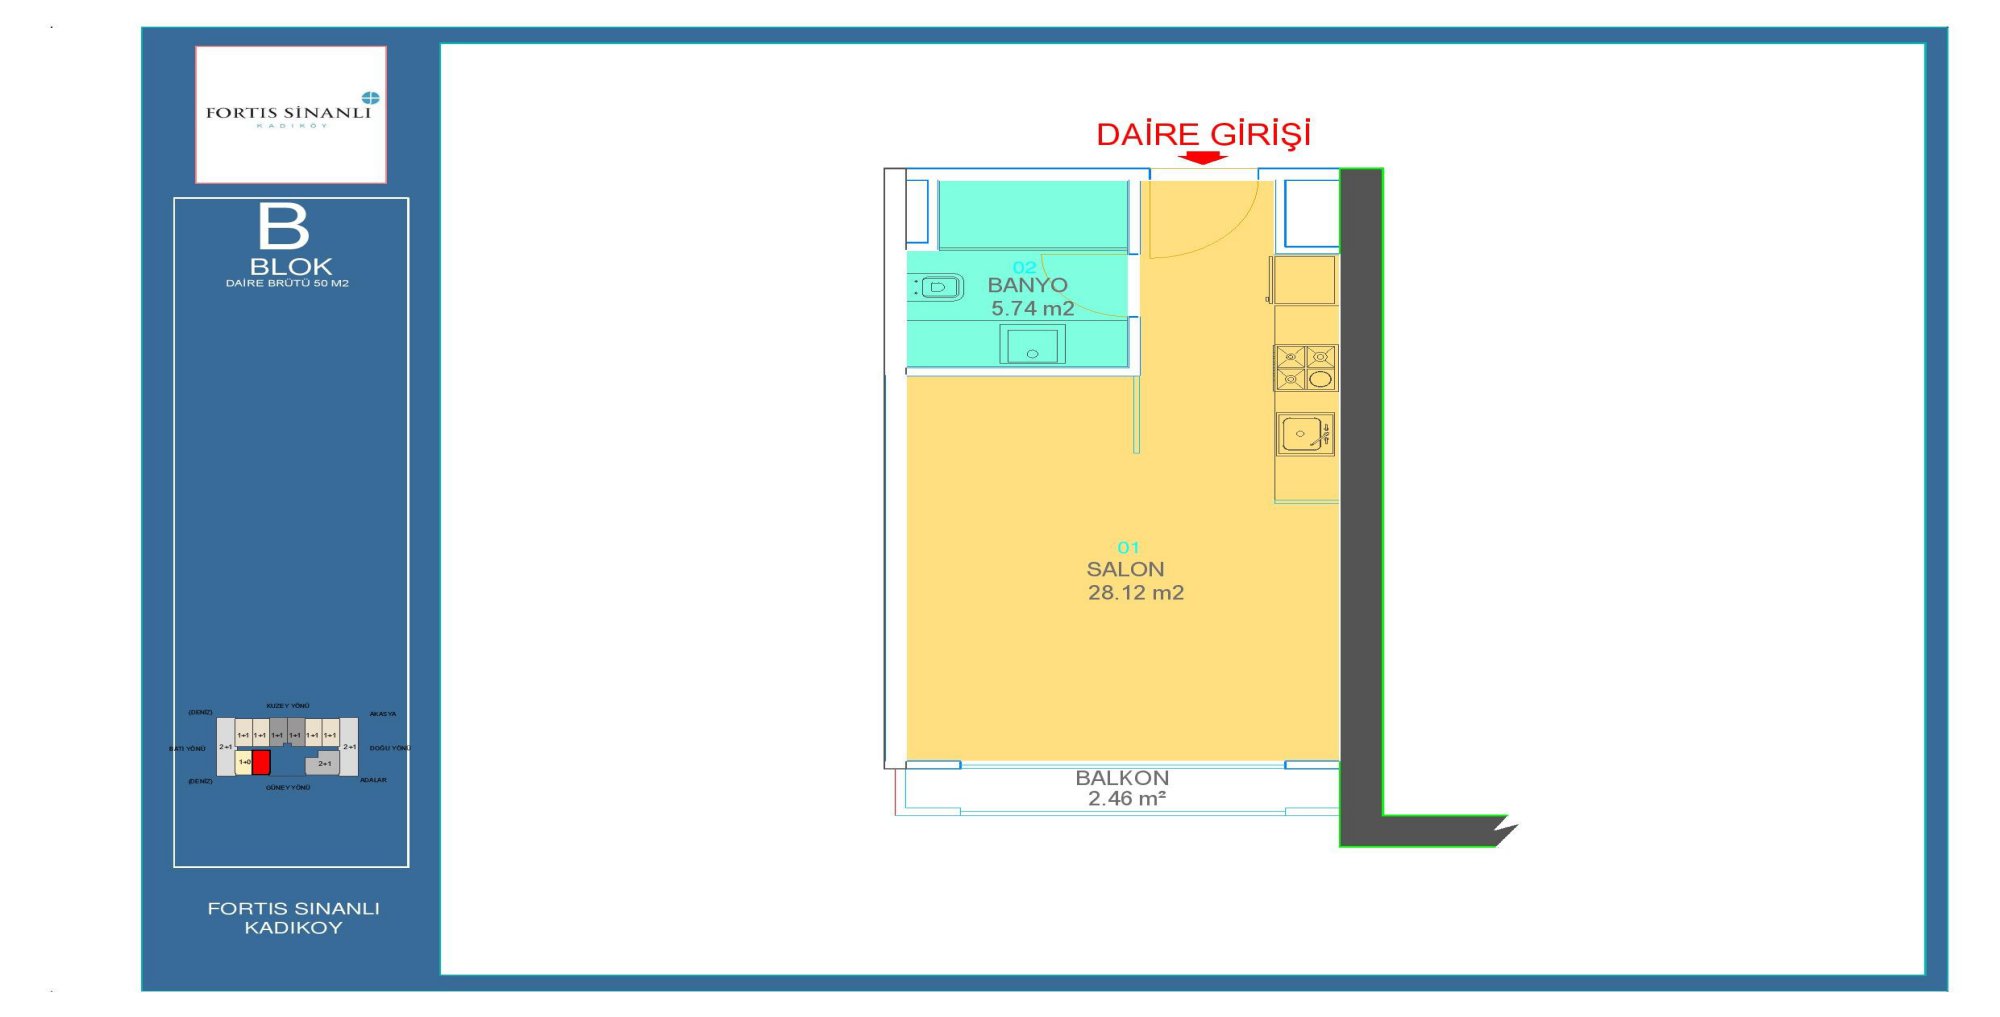 FORTIS SİNANLI
KADIKÖY
B
BLOK
DAİRE BRÜTÜ 50 M2
KUZEY YÖNÜ
(DENİZ)
AKASYA
1+1 1+1 1+1 1+1 1+1 1+1
BATI YÖNÜ
2+1
2+1
DOĞU YÖNÜ
1+0
2+1
(DENİZ)
ADALAR
GÜNEY YÖNÜ
FORTIS SINANLI
KADIKOY
DAİRE GİRİŞİ
02
BANYO
5.74 m2
01
SALON
28.12 m2
BALKON
2.46 m²